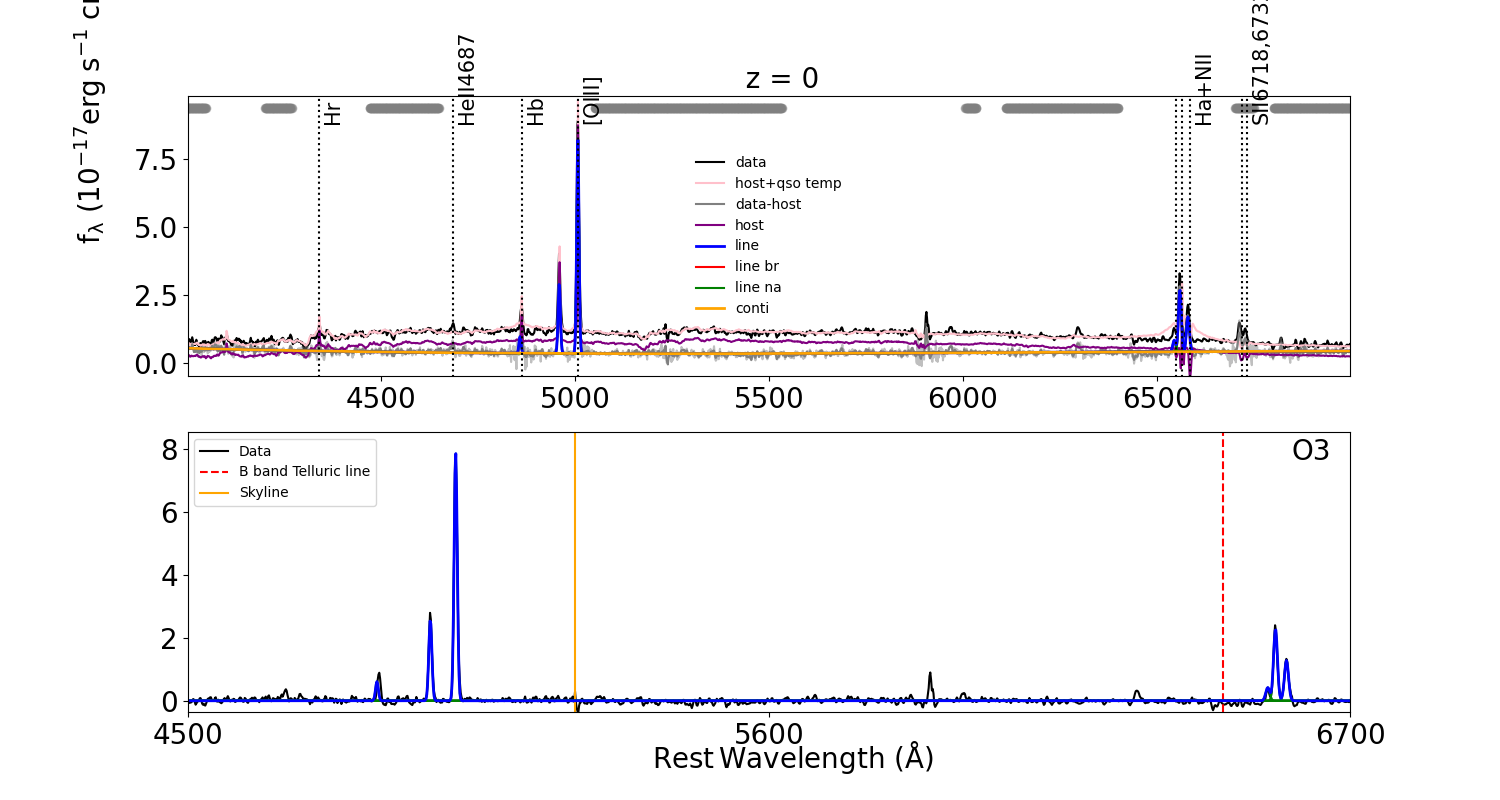 z = 0
f_λ (10^−17 erg s^−1
Hr
HeII4687
Hb
[OIII]
Ha+NII
SII6718,673
7.5
5.0
2.5
0.0
data
host+qso temp
data-host
host
line
line br
line na
conti
4500 5000 5500 6000 6500
8
6
4
2
0
Data
B band Telluric line
Skyline
O3
4500 5600 6700
Rest Wavelength (Å)